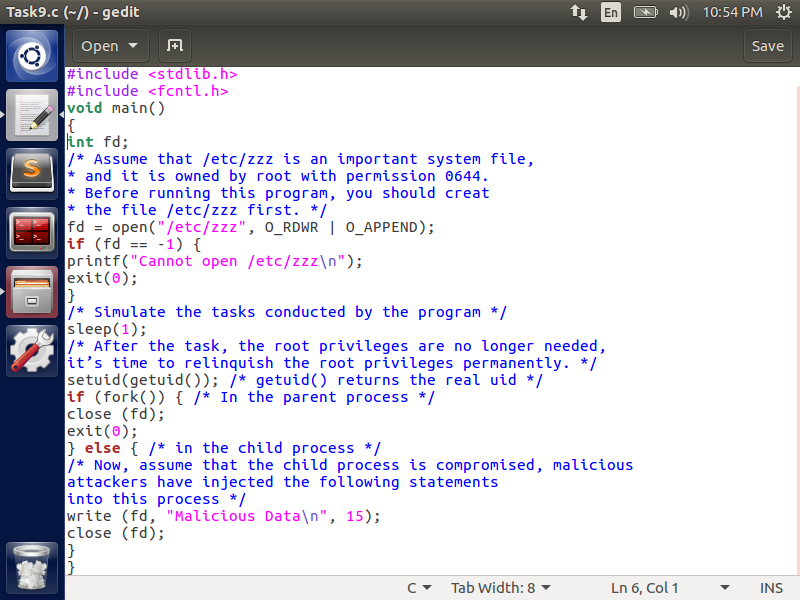 Task9.c (~/) - gedit
En
10:54 PM
Open
Save
#include <stdlib.h>
#include <fcntl.h>
void main()
{
int fd;
/* Assume that /etc/zzz is an important system file,
* and it is owned by root with permission 0644.
* Before running this program, you should creat
* the file /etc/zzz first. */
fd = open("/etc/zzz", O_RDWR | O_APPEND);
if (fd == -1) {
printf("Cannot open /etc/zzz\n");
exit(0);
}
/* Simulate the tasks conducted by the program */
sleep(1);
/* After the task, the root privileges are no longer needed,
it’s time to relinquish the root privileges permanently. */
setuid(getuid()); /* getuid() returns the real uid */
if (fork()) { /* In the parent process */
close (fd);
exit(0);
} else { /* in the child process */
/* Now, assume that the child process is compromised, malicious
attackers have injected the following statements
into this process */
write (fd, "Malicious Data\n", 15);
close (fd);
}
}
C
Tab Width: 8
Ln 6, Col 1
INS